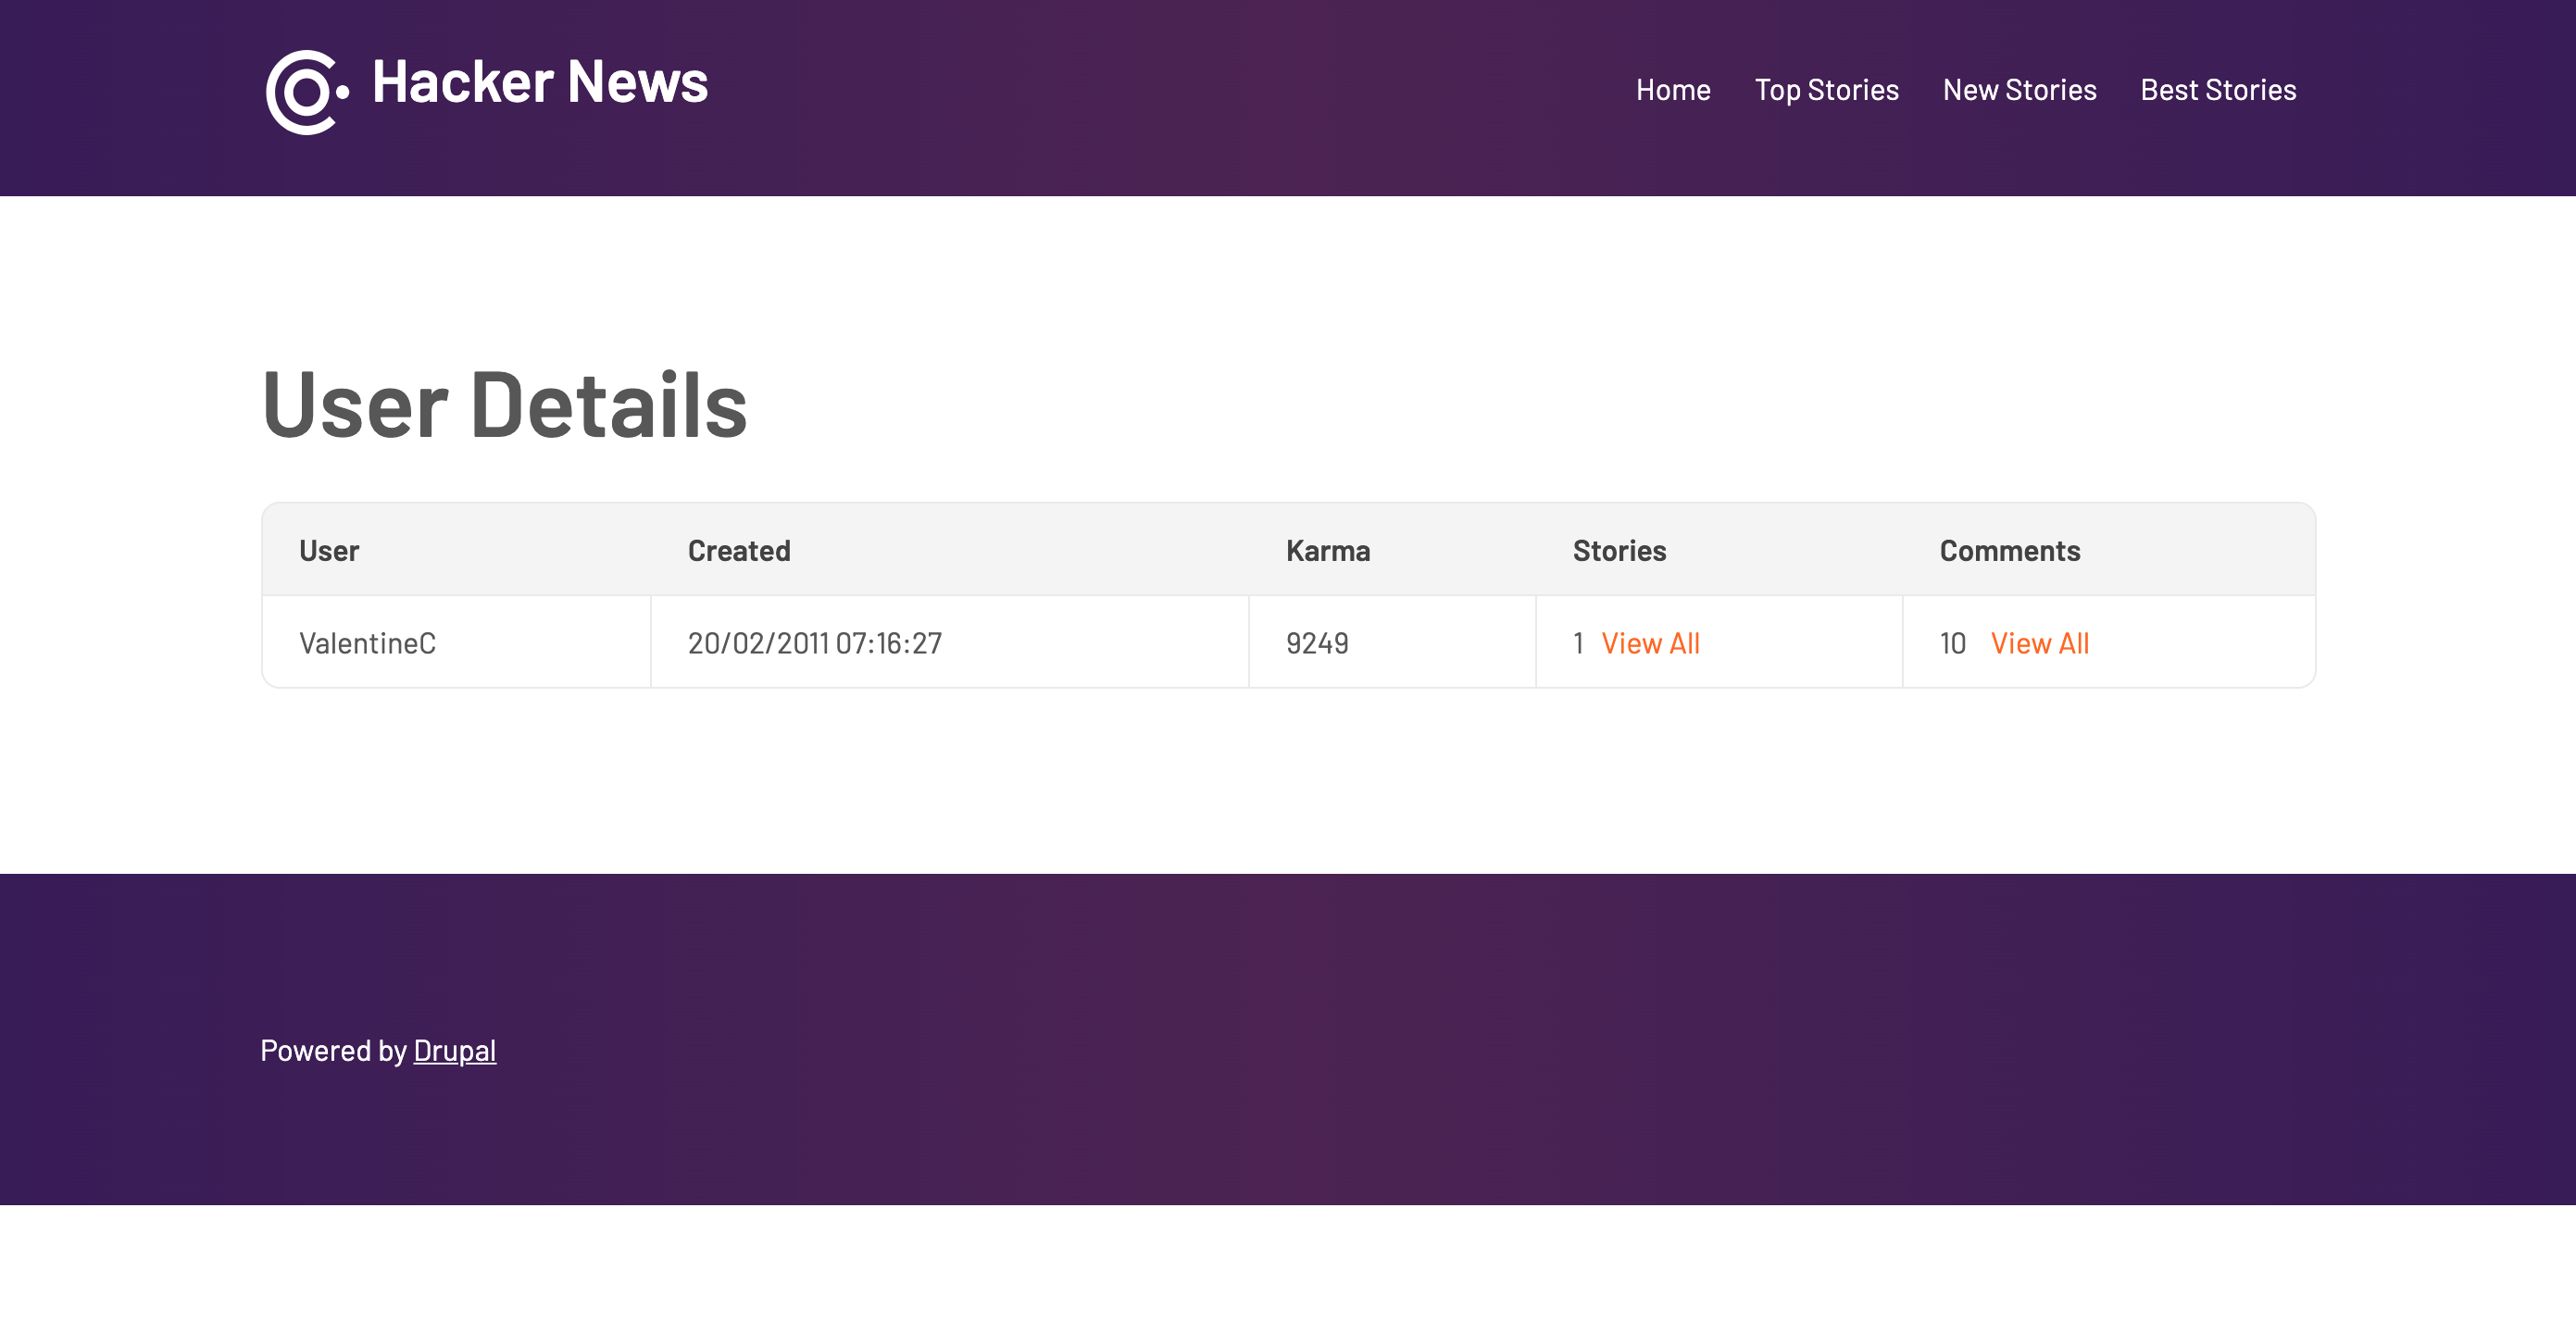 Hacker News
Home Top Stories New Stories Best Stories
User Details
User Created Karma Stories Comments
ValentineC 20/02/2011 07:16:27 9249 1 View All 10 View All
Powered by Drupal